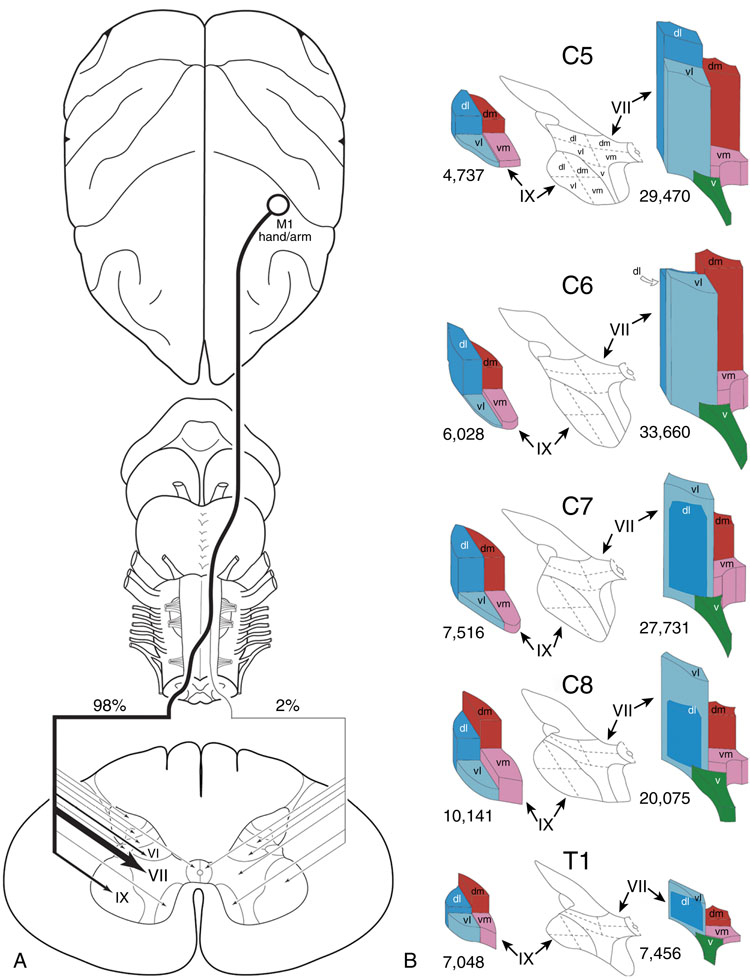 M1
hand/arm
98%
2%
VI
VII
IX
A
C5
dl
dm
vl
vm
4,737
IX
VII
dl
dm
vl
vm
v
dl
dm
vl
vm
dl
dm
vl
vm
v
29,470
C6
dl
dm
vl
vm
6,028
IX
VII
dl
dm
vl
vm
v
33,660
C7
dl
dm
vl
vm
7,516
IX
VII
vl
dl
dm
vm
v
27,731
C8
dm
dl
vl
vm
10,141
IX
VII
vl
dl
dm
vm
v
20,075
T1
dm
dl
vl
vm
7,048
IX
VII
vl
dl
dm
vm
v
7,456
B